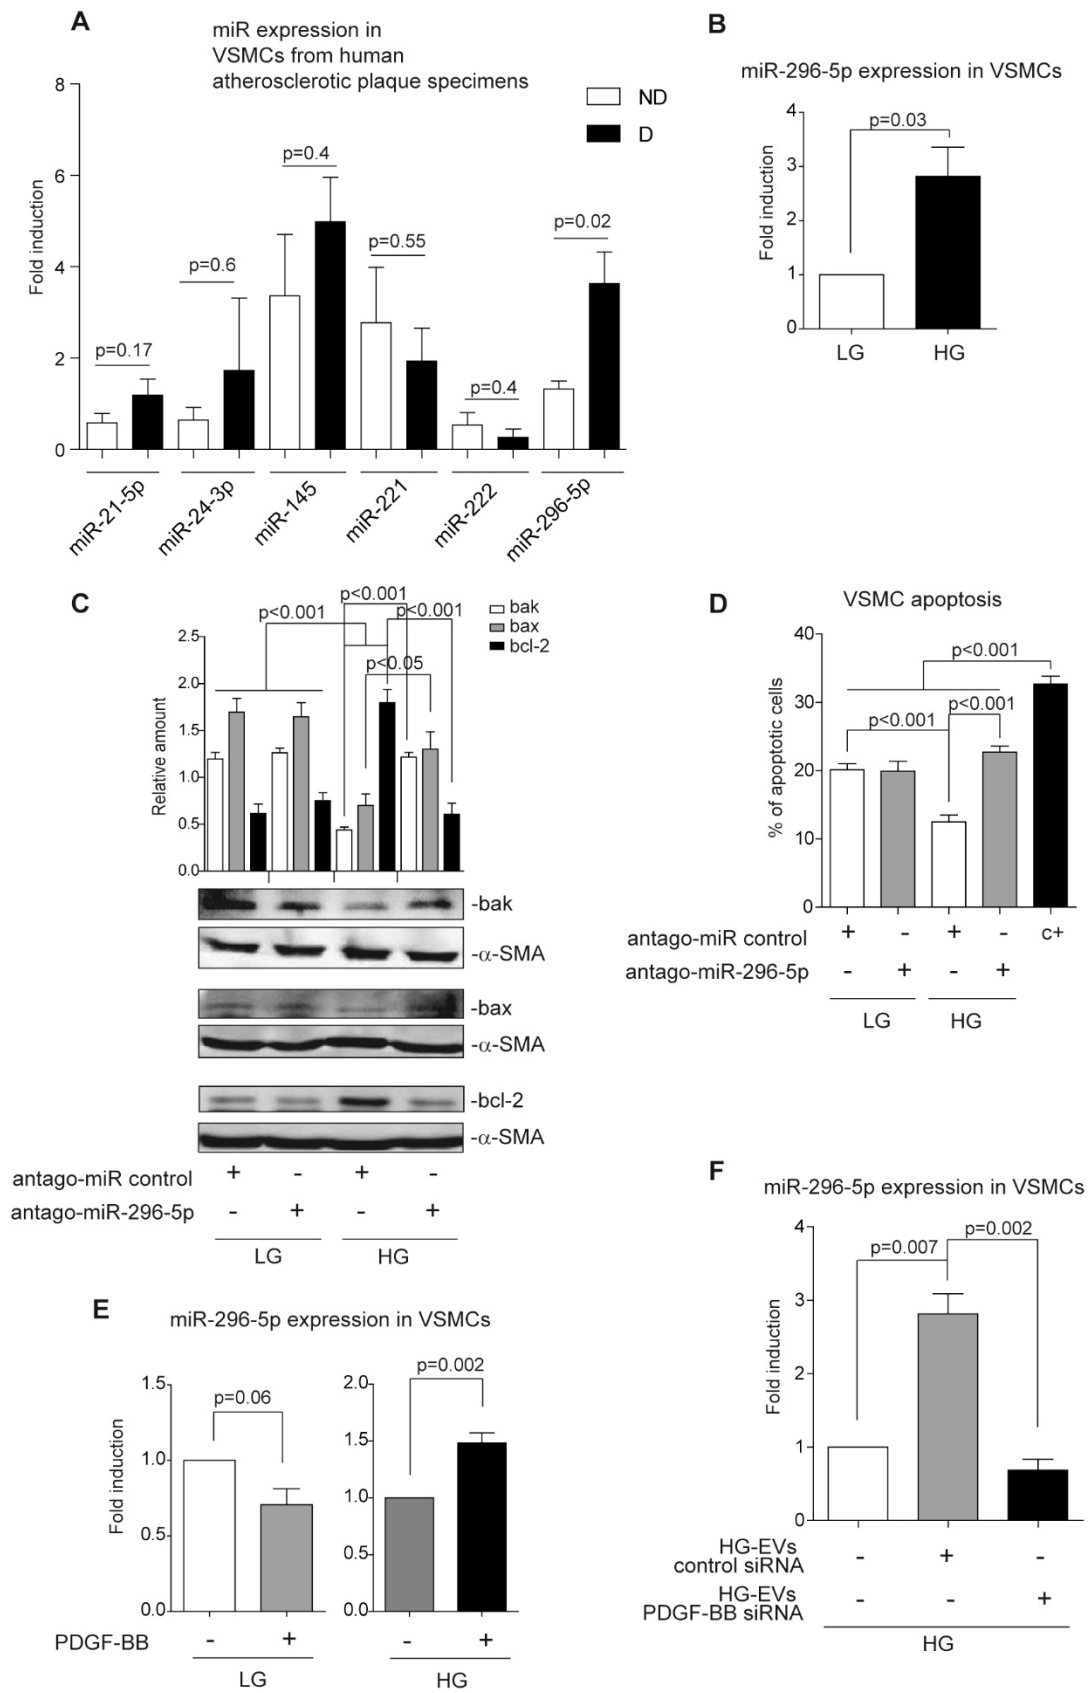 A
miR expression in
VSMCs from human
atherosclerotic plaque specimens
ND
D
Fold induction
8
6
4
2
0
p=0.17
p=0.6
p=0.4
p=0.55
p=0.4
p=0.02
miR-21-5p
miR-24-3p
miR-145
miR-221
miR-222
miR-296-5p
B
miR-296-5p expression in VSMCs
Fold induction
4
3
2
1
0
p=0.03
LG
HG
C
p<0.001
p<0.001
p<0.001
p<0.05
bak
bax
bcl-2
Relative amount
2.5
2.0
1.5
1.0
0.5
0.0
-bak
-α-SMA
-bax
-α-SMA
-bcl-2
-α-SMA
antago-miR control + - + -
antago-miR-296-5p - + - +
LG HG
D
VSMC apoptosis
% of apoptotic cells
40
30
20
10
0
p<0.001
p<0.001
p<0.001
antago-miR control + - + - c+
antago-miR-296-5p - + - +
LG HG
E
miR-296-5p expression in VSMCs
Fold induction
1.5
1.0
0.5
0.0
p=0.06
2.0
1.5
1.0
0.5
0.0
p=0.002
PDGF-BB - + - +
LG HG
F
miR-296-5p expression in VSMCs
Fold induction
4
3
2
1
0
p=0.007
p=0.002
HG-EVs
control siRNA - + -
HG-EVs
PDGF-BB siRNA - - +
HG